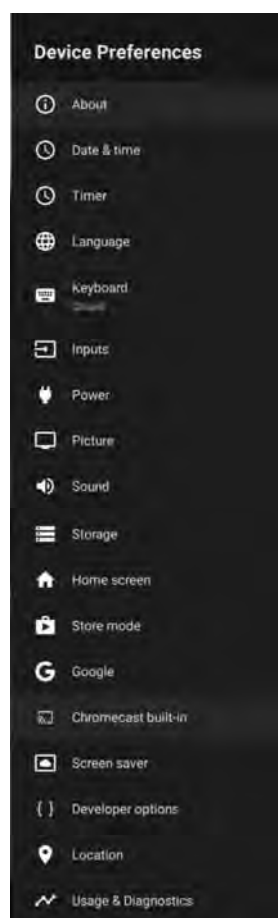 Device Preferences
About
Date & time
Timer
Language
Keyboard
Inputs
Power
Picture
Sound
Storage
Home screen
Store mode
Google
Chromecast built-in
Screen saver
Developer options
Location
Usage & Diagnostics